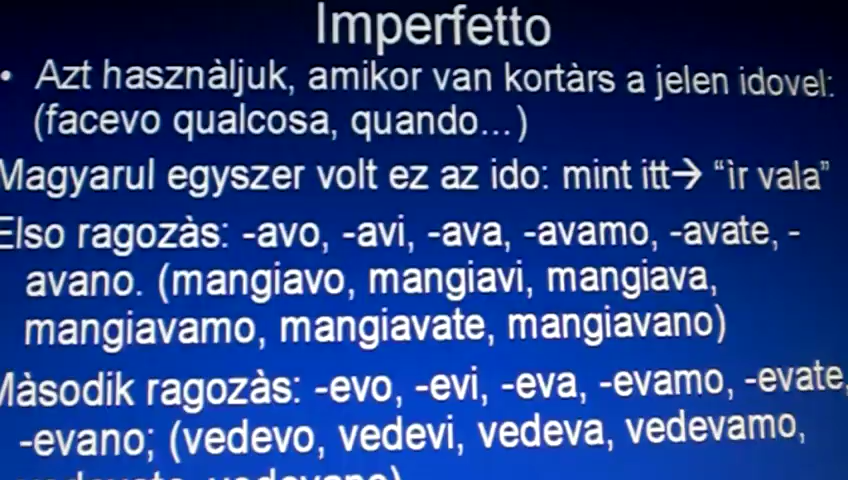 Imperfetto
• Azt hasznàljuk, amikor van kortàrs a jelen idovel:
(facevo qualcosa, quando...)
Magyarul egyszer volt ez az ido: mint itt→ “ìr vala”
Elso ragozàs: -avo, -avi, -ava, -avamo, -avate, -
avano. (mangiavo, mangiavi, mangiava,
mangiavamo, mangiavate, mangiavano)
Màsodik ragozàs: -evo, -evi, -eva, -evamo, -evate,
-evano; (vedevo, vedevi, vedeva, vedevamo,
vedevate, vedevano)